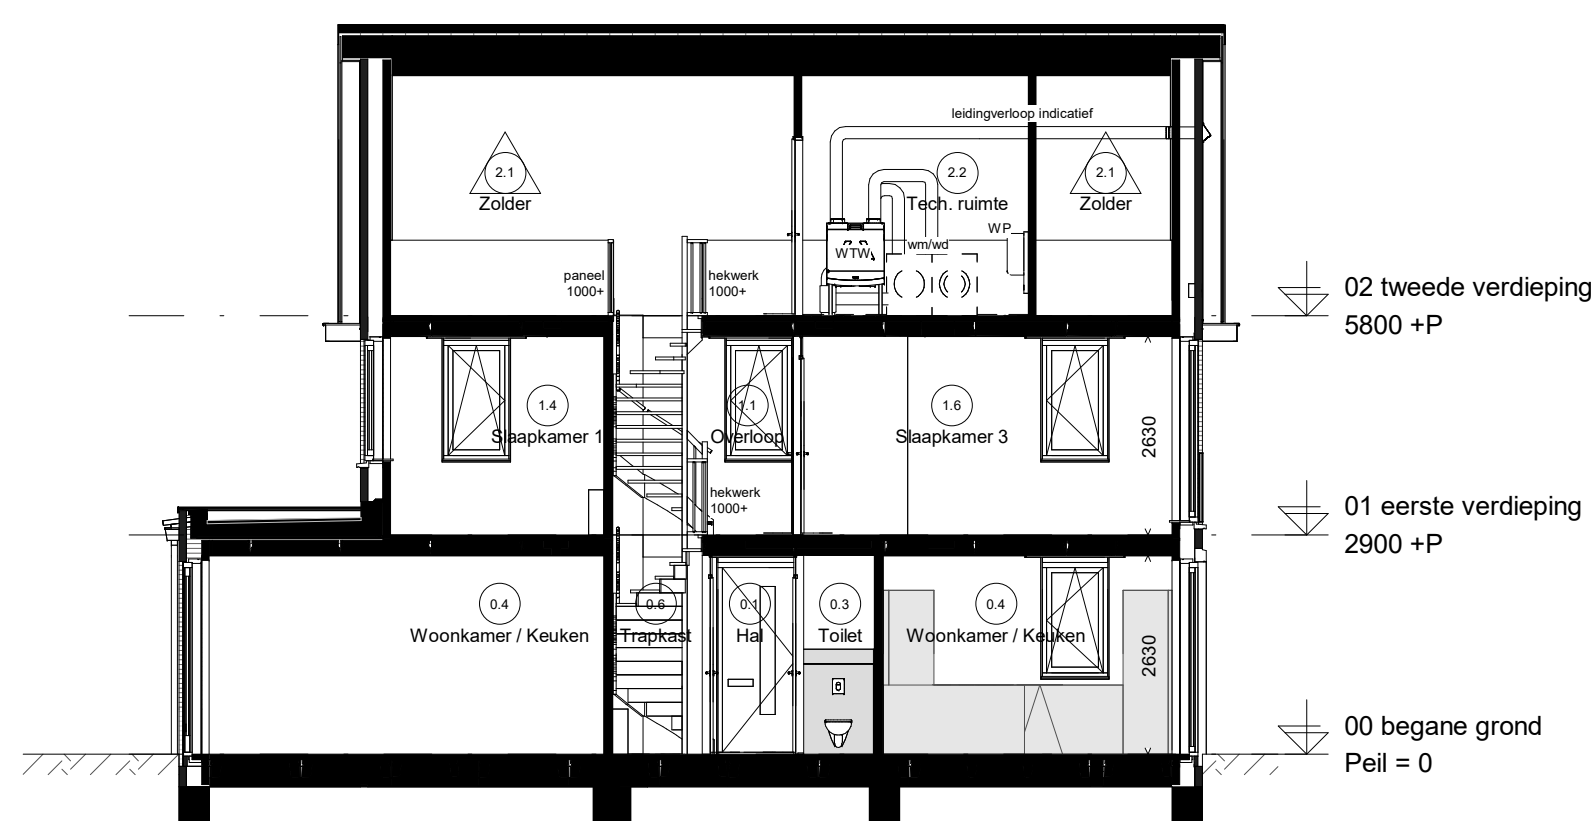 leidingverloop indicatief
2.1
Zolder
2.2
Tech. ruimte
2.1
Zolder
WP
WTW
wm/wd
paneel
1000+
hekwerk
1000+
02 tweede verdieping
5800 +P
1.4
Slaapkamer 1
1.1
Overloop
1.6
Slaapkamer 3
2630
hekwerk
1000+
01 eerste verdieping
2900 +P
0.4
Woonkamer / Keuken
0.6
Trapkast
0.1
Hal
0.3
Toilet
0.4
Woonkamer / Keuken
2630
00 begane grond
Peil = 0